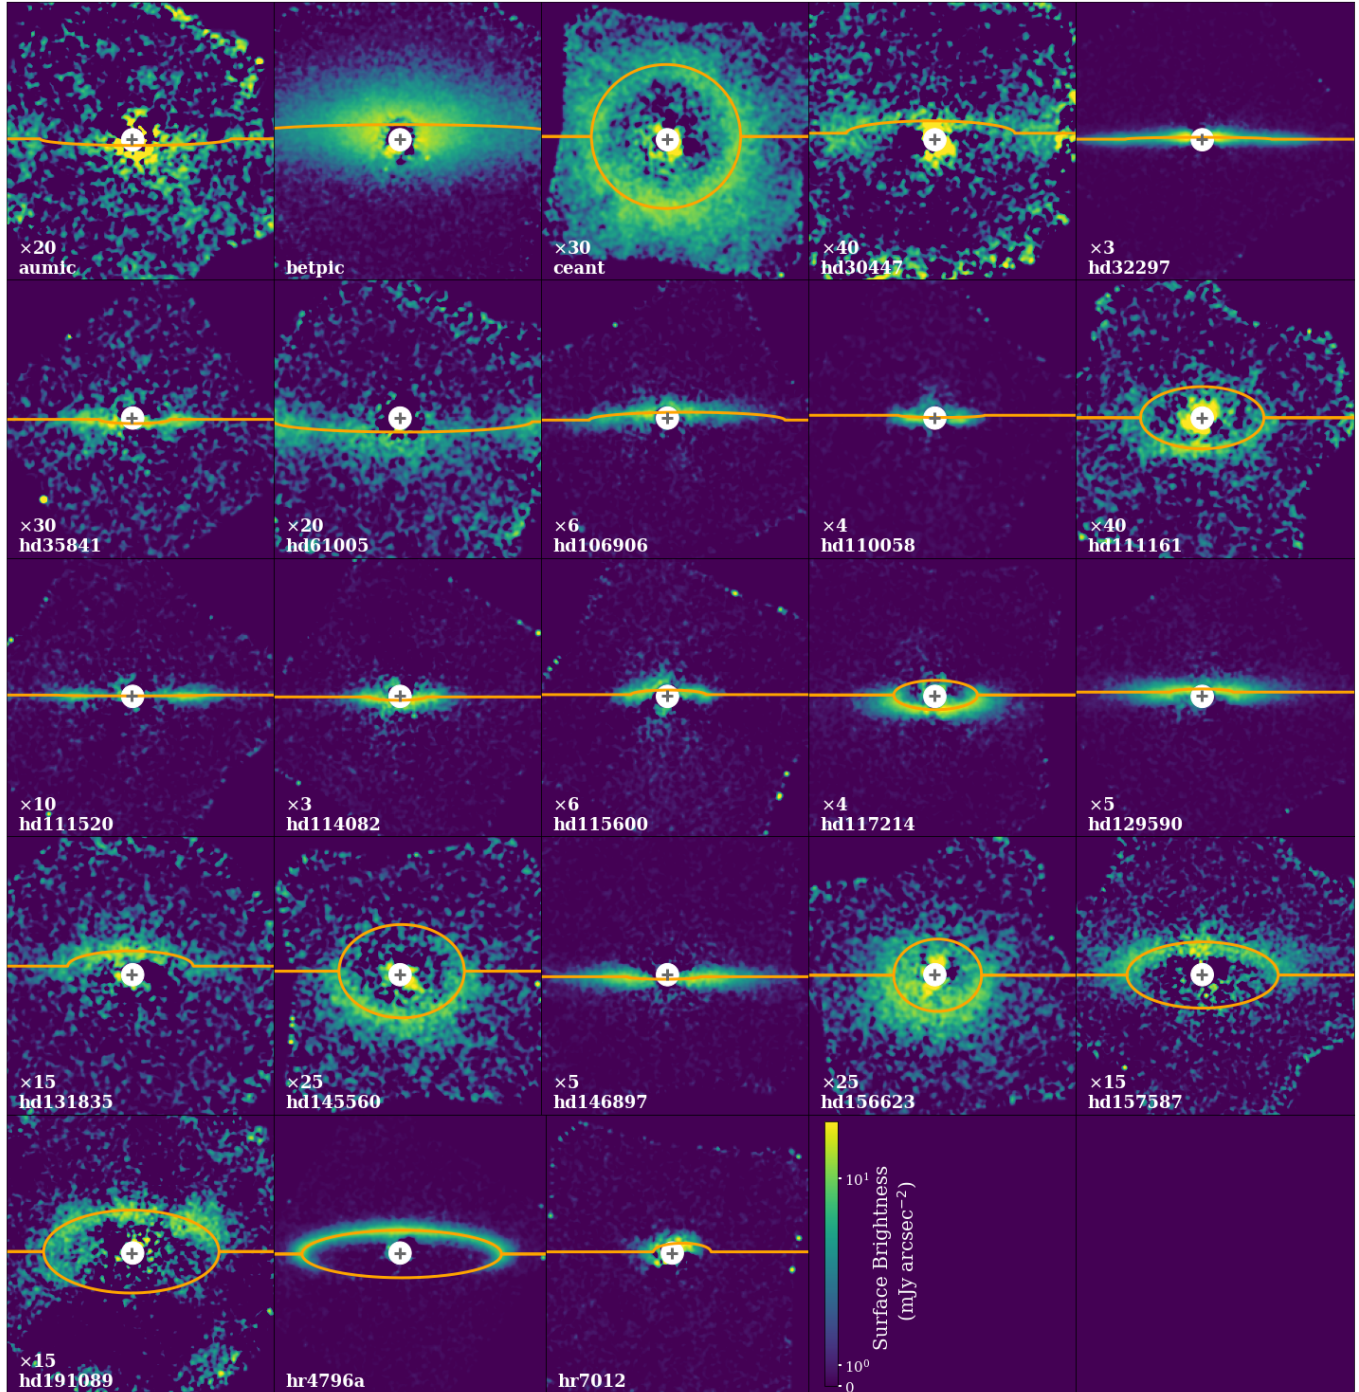 ×20
aumic
betpic
×30
ceant
×40
hd30447
×3
hd32297
×30
hd35841
×20
hd61005
×6
hd106906
×4
hd110058
×40
hd111161
×10
hd111520
×3
hd114082
×6
hd115600
×4
hd117214
×5
hd129590
×15
hd131835
×25
hd145560
×5
hd146897
×25
hd156623
×15
hd157587
×15
hd191089
hr4796a
hr7012
10¹
10⁰
0
Surface Brightness
(mJy arcsec⁻²)